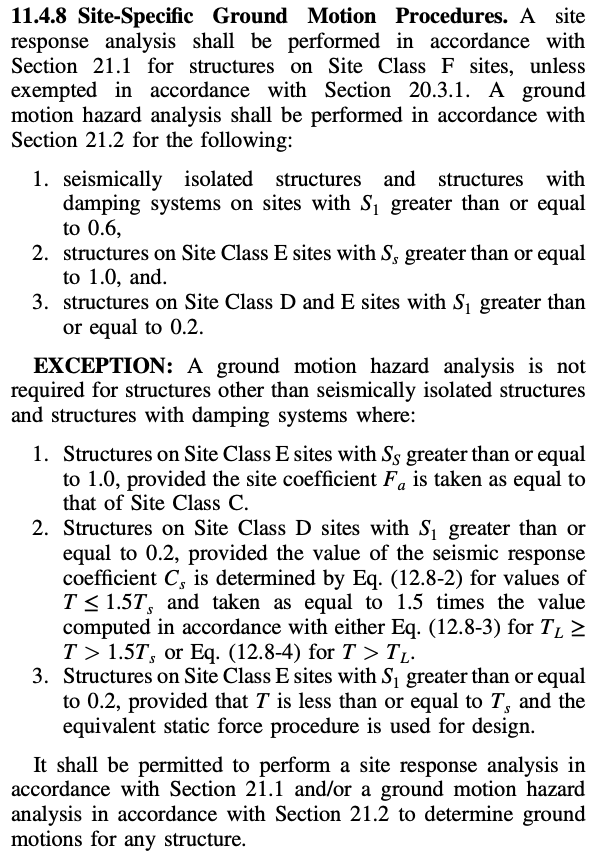 11.4.8 Site-Specific Ground Motion Procedures. A site
response analysis shall be performed in accordance with
Section 21.1 for structures on Site Class F sites, unless
exempted in accordance with Section 20.3.1. A ground
motion hazard analysis shall be performed in accordance with
Section 21.2 for the following:
1. seismically isolated structures and structures with
damping systems on sites with S₁ greater than or equal
to 0.6,
2. structures on Site Class E sites with Sₛ greater than or equal
to 1.0, and.
3. structures on Site Class D and E sites with S₁ greater than
or equal to 0.2.
EXCEPTION: A ground motion hazard analysis is not
required for structures other than seismically isolated structures
and structures with damping systems where:
1. Structures on Site Class E sites with S_S greater than or equal
to 1.0, provided the site coefficient Fₐ is taken as equal to
that of Site Class C.
2. Structures on Site Class D sites with S₁ greater than or
equal to 0.2, provided the value of the seismic response
coefficient Cₛ is determined by Eq. (12.8-2) for values of
T ≤ 1.5Tₛ and taken as equal to 1.5 times the value
computed in accordance with either Eq. (12.8-3) for T_L ≥
T > 1.5Tₛ or Eq. (12.8-4) for T > T_L.
3. Structures on Site Class E sites with S₁ greater than or equal
to 0.2, provided that T is less than or equal to Tₛ and the
equivalent static force procedure is used for design.
It shall be permitted to perform a site response analysis in
accordance with Section 21.1 and/or a ground motion hazard
analysis in accordance with Section 21.2 to determine ground
motions for any structure.